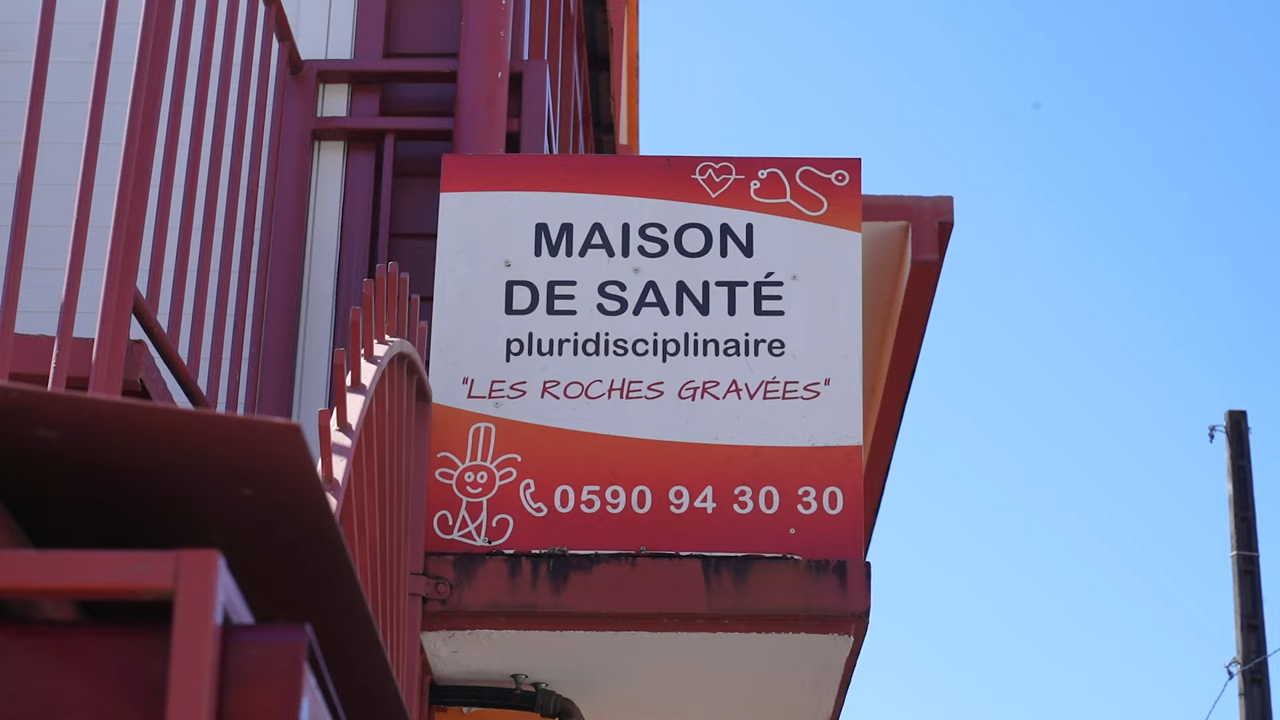 MAISON
DE SANTÉ
pluridisciplinaire
"LES ROCHES GRAVÉES"
0590 94 30 30